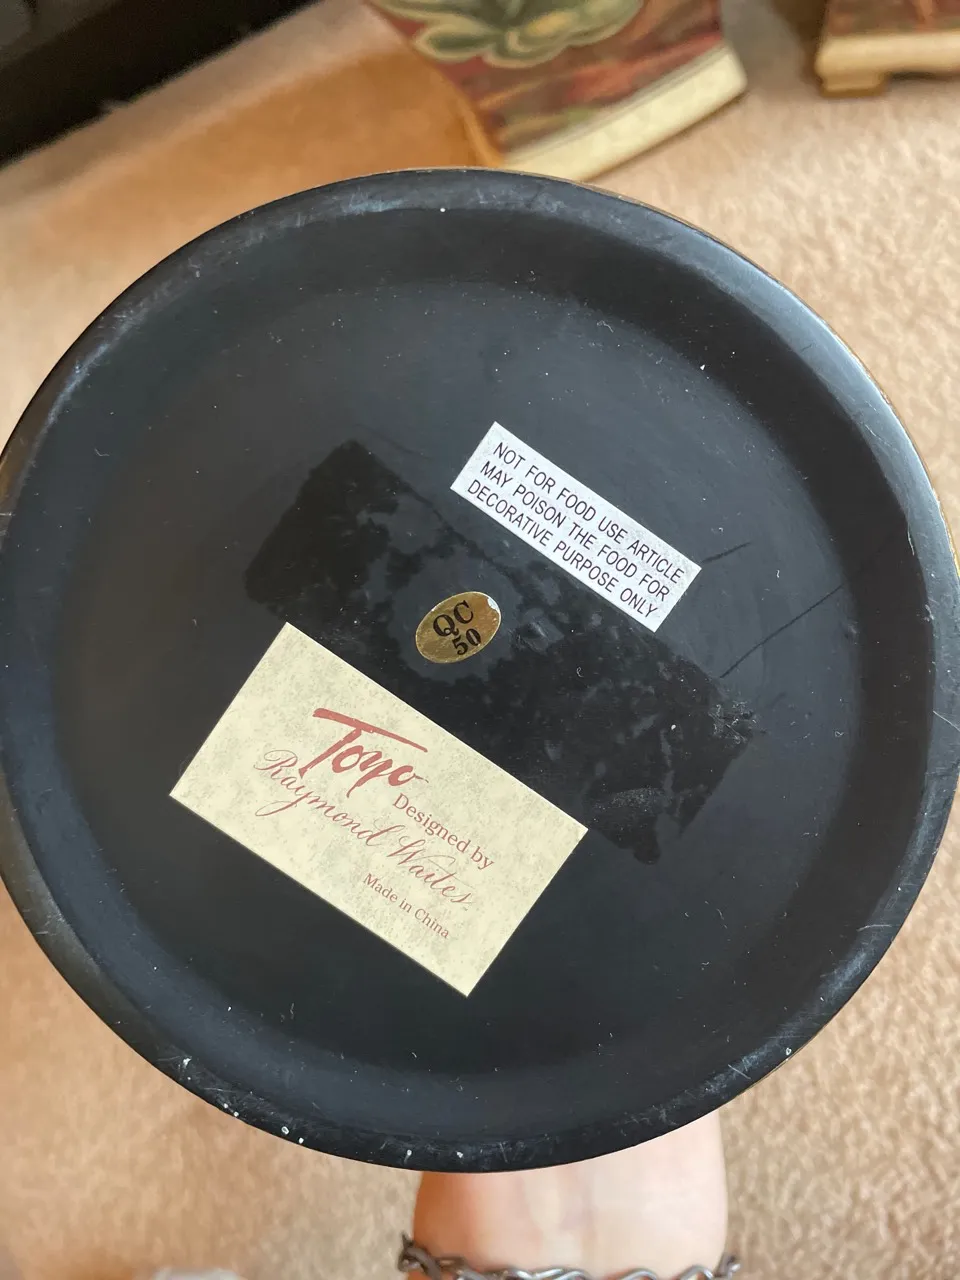 NOT FOR FOOD USE ARTICLE
MAY POISON THE FOOD FOR
DECORATIVE PURPOSE ONLY
QC
50
Toyo
Designed by
Raymond Waites
Made in China